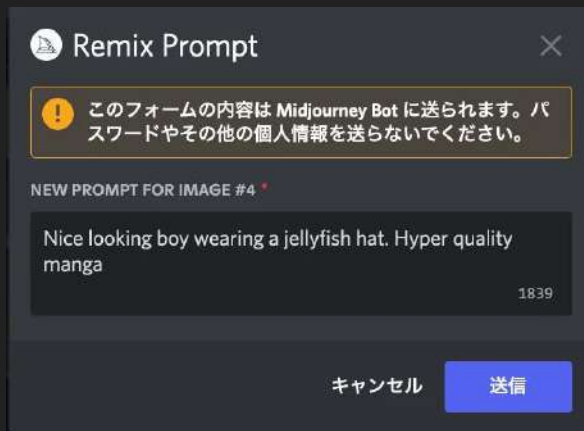 Remix Prompt
このフォームの内容は Midjourney Bot に送られます。パ
スワードやその他の個人情報を送らないでください。
NEW PROMPT FOR IMAGE #4 *
Nice looking boy wearing a jellyfish hat. Hyper quality
manga
1839
キャンセル 送信